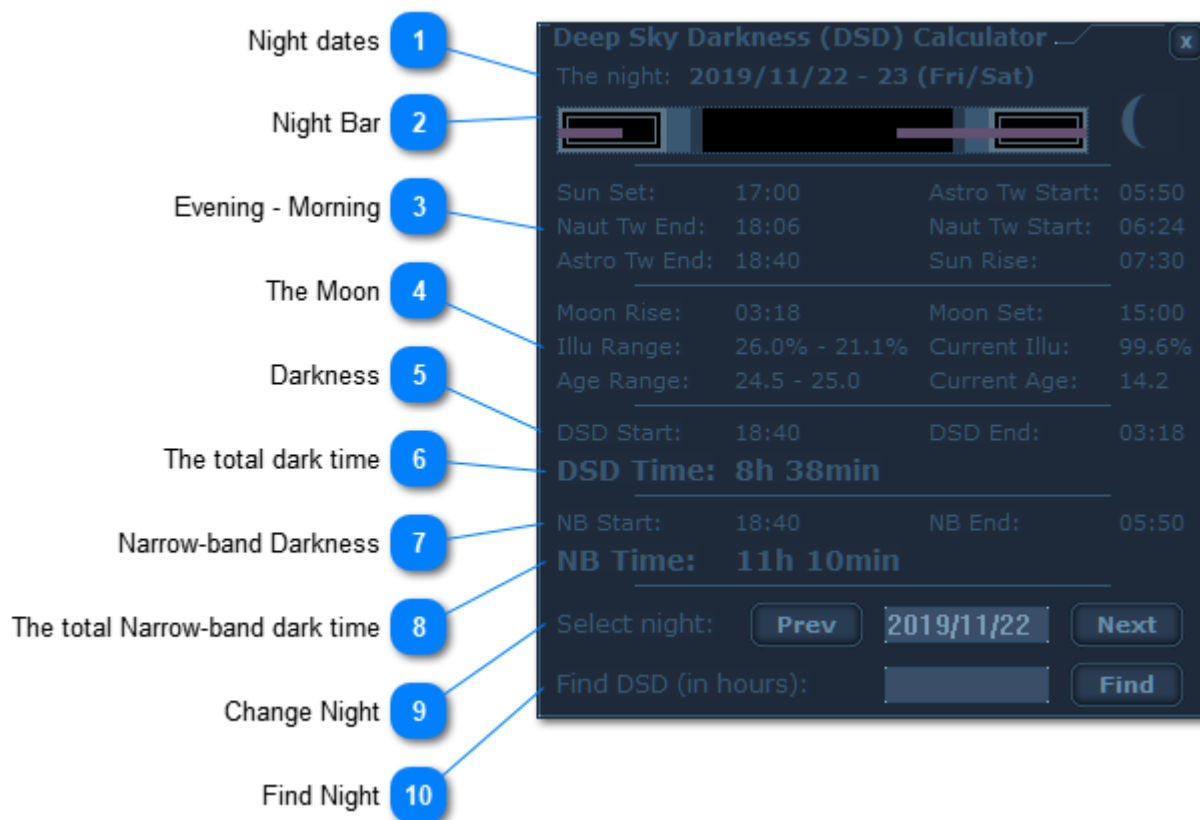 Night dates 1
Night Bar 2
Evening - Morning 3
The Moon 4
Darkness 5
The total dark time 6
Narrow-band Darkness 7
The total Narrow-band dark time 8
Change Night 9
Find Night 10
Deep Sky Darkness (DSD) Calculator x
The night: 2019/11/22 - 23 (Fri/Sat)
Sun Set: 17:00 Astro Tw Start: 05:50
Naut Tw End: 18:06 Naut Tw Start: 06:24
Astro Tw End: 18:40 Sun Rise: 07:30
Moon Rise: 03:18 Moon Set: 15:00
Illu Range: 26.0% - 21.1% Current Illu: 99.6%
Age Range: 24.5 - 25.0 Current Age: 14.2
DSD Start: 18:40 DSD End: 03:18
DSD Time: 8h 38min
NB Start: 18:40 NB End: 05:50
NB Time: 11h 10min
Select night: Prev 2019/11/22 Next
Find DSD (in hours): Find